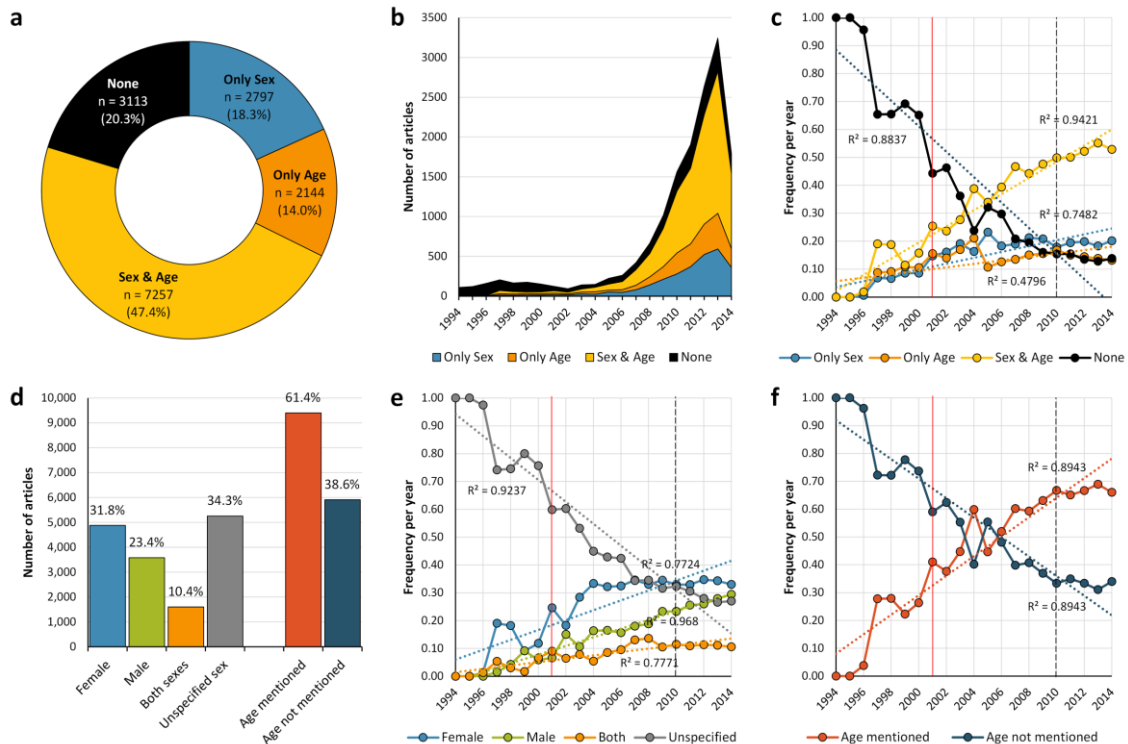 a
None
n = 3113
(20.3%)
Only Sex
n = 2797
(18.3%)
Only Age
n = 2144
(14.0%)
Sex & Age
n = 7257
(47.4%)
b
Number of articles
3500
3000
2500
2000
1500
1000
500
0
1994
1996
1998
2000
2002
2004
2006
2008
2010
2012
2014
Only Sex Only Age Sex & Age None
c
Frequency per year
1.00
0.90
0.80
0.70
0.60
0.50
0.40
0.30
0.20
0.10
0.00
R² = 0.8837
R² = 0.9421
R² = 0.7482
R² = 0.4796
1994
1996
1998
2000
2002
2004
2006
2008
2010
2012
2014
Only Sex Only Age Sex & Age None
d
Number of articles
10,000
9,000
8,000
7,000
6,000
5,000
4,000
3,000
2,000
1,000
0
31.8%
23.4%
10.4%
34.3%
61.4%
38.6%
Female
Male
Both sexes
Unspecified sex
Age mentioned
Age not mentioned
e
Frequency per year
1.00
0.90
0.80
0.70
0.60
0.50
0.40
0.30
0.20
0.10
0.00
R² = 0.9237
R² = 0.7724
R² = 0.968
R² = 0.7771
1994
1996
1998
2000
2002
2004
2006
2008
2010
2012
2014
Female Male Both Unspecified
f
Frequency per year
1.00
0.90
0.80
0.70
0.60
0.50
0.40
0.30
0.20
0.10
0.00
R² = 0.8943
R² = 0.8943
1994
1996
1998
2000
2002
2004
2006
2008
2010
2012
2014
Age mentioned Age not mentioned